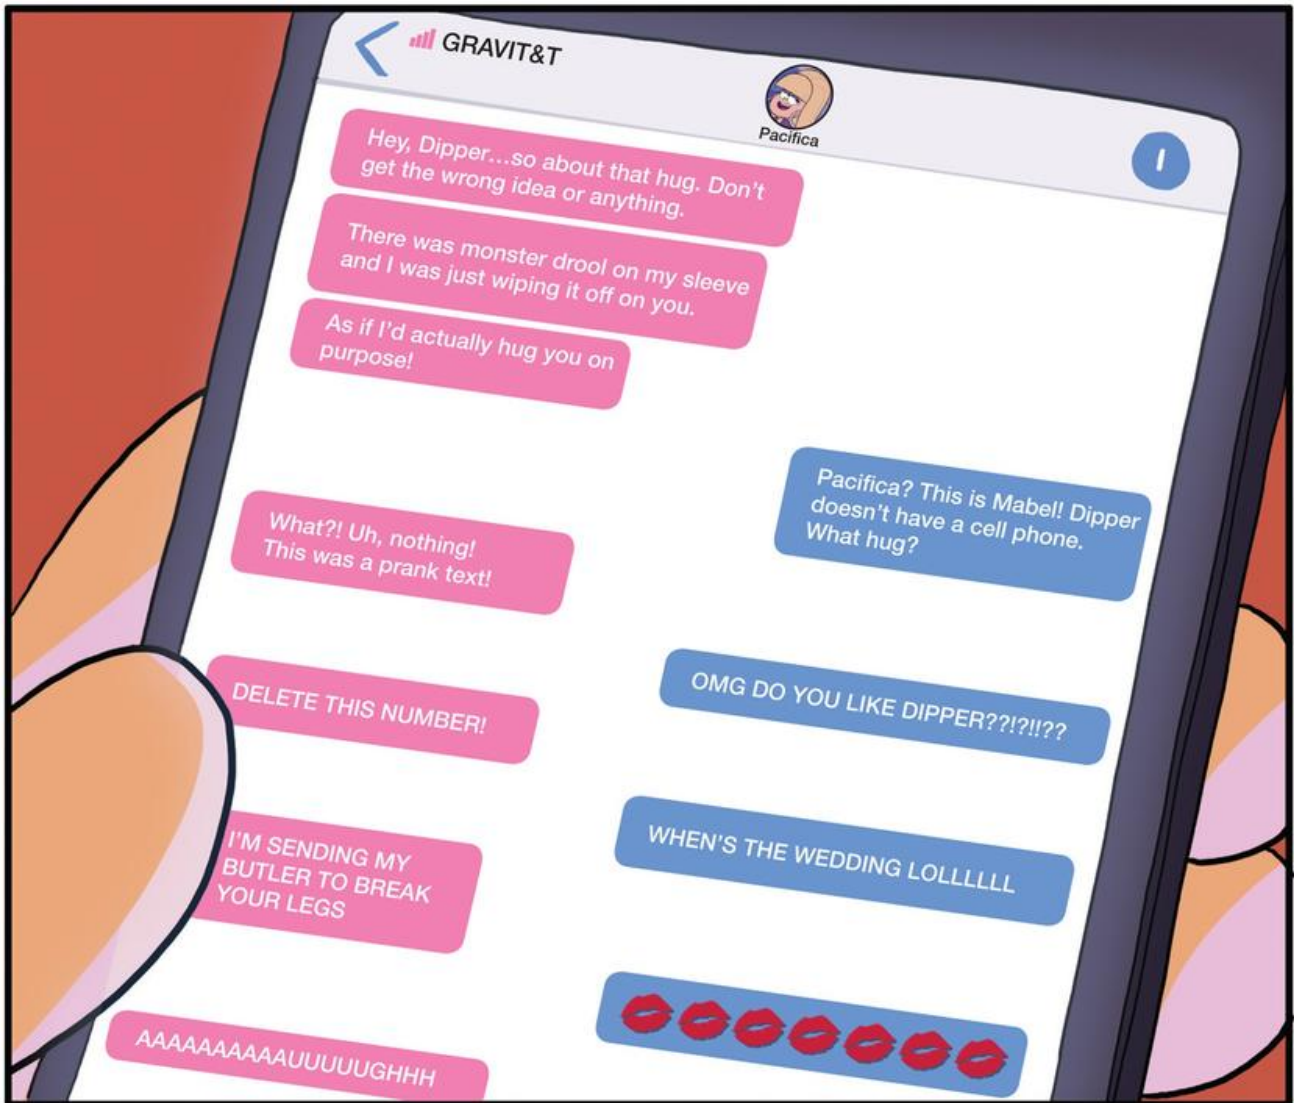 GRAVIT&T
Pacifica
I
Hey, Dipper...so about that hug. Don't
get the wrong idea or anything.
There was monster drool on my sleeve
and I was just wiping it off on you.
As if I'd actually hug you on
purpose!
Pacifica? This is Mabel! Dipper
doesn't have a cell phone.
What hug?
What?! Uh, nothing!
This was a prank text!
OMG DO YOU LIKE DIPPER??!?!!??
DELETE THIS NUMBER!
WHEN'S THE WEDDING LOLLLLLL
I'M SENDING MY
BUTLER TO BREAK
YOUR LEGS
💋💋💋💋💋💋💋
AAAAAAAAAAUUUUUGHHH